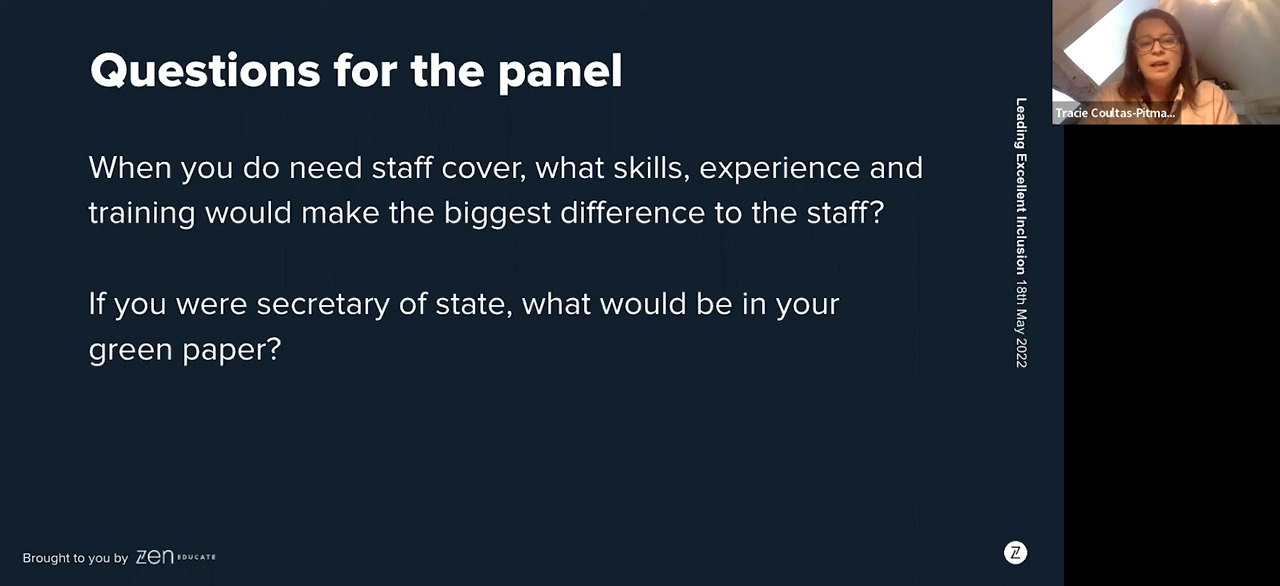 Questions for the panel
When you do need staff cover, what skills, experience and
training would make the biggest difference to the staff?
If you were secretary of state, what would be in your
green paper?
Leading Excellent Inclusion 18th May 2022
Tracie Coultas-Pitma...
Brought to you by zen EDUCATE
Z